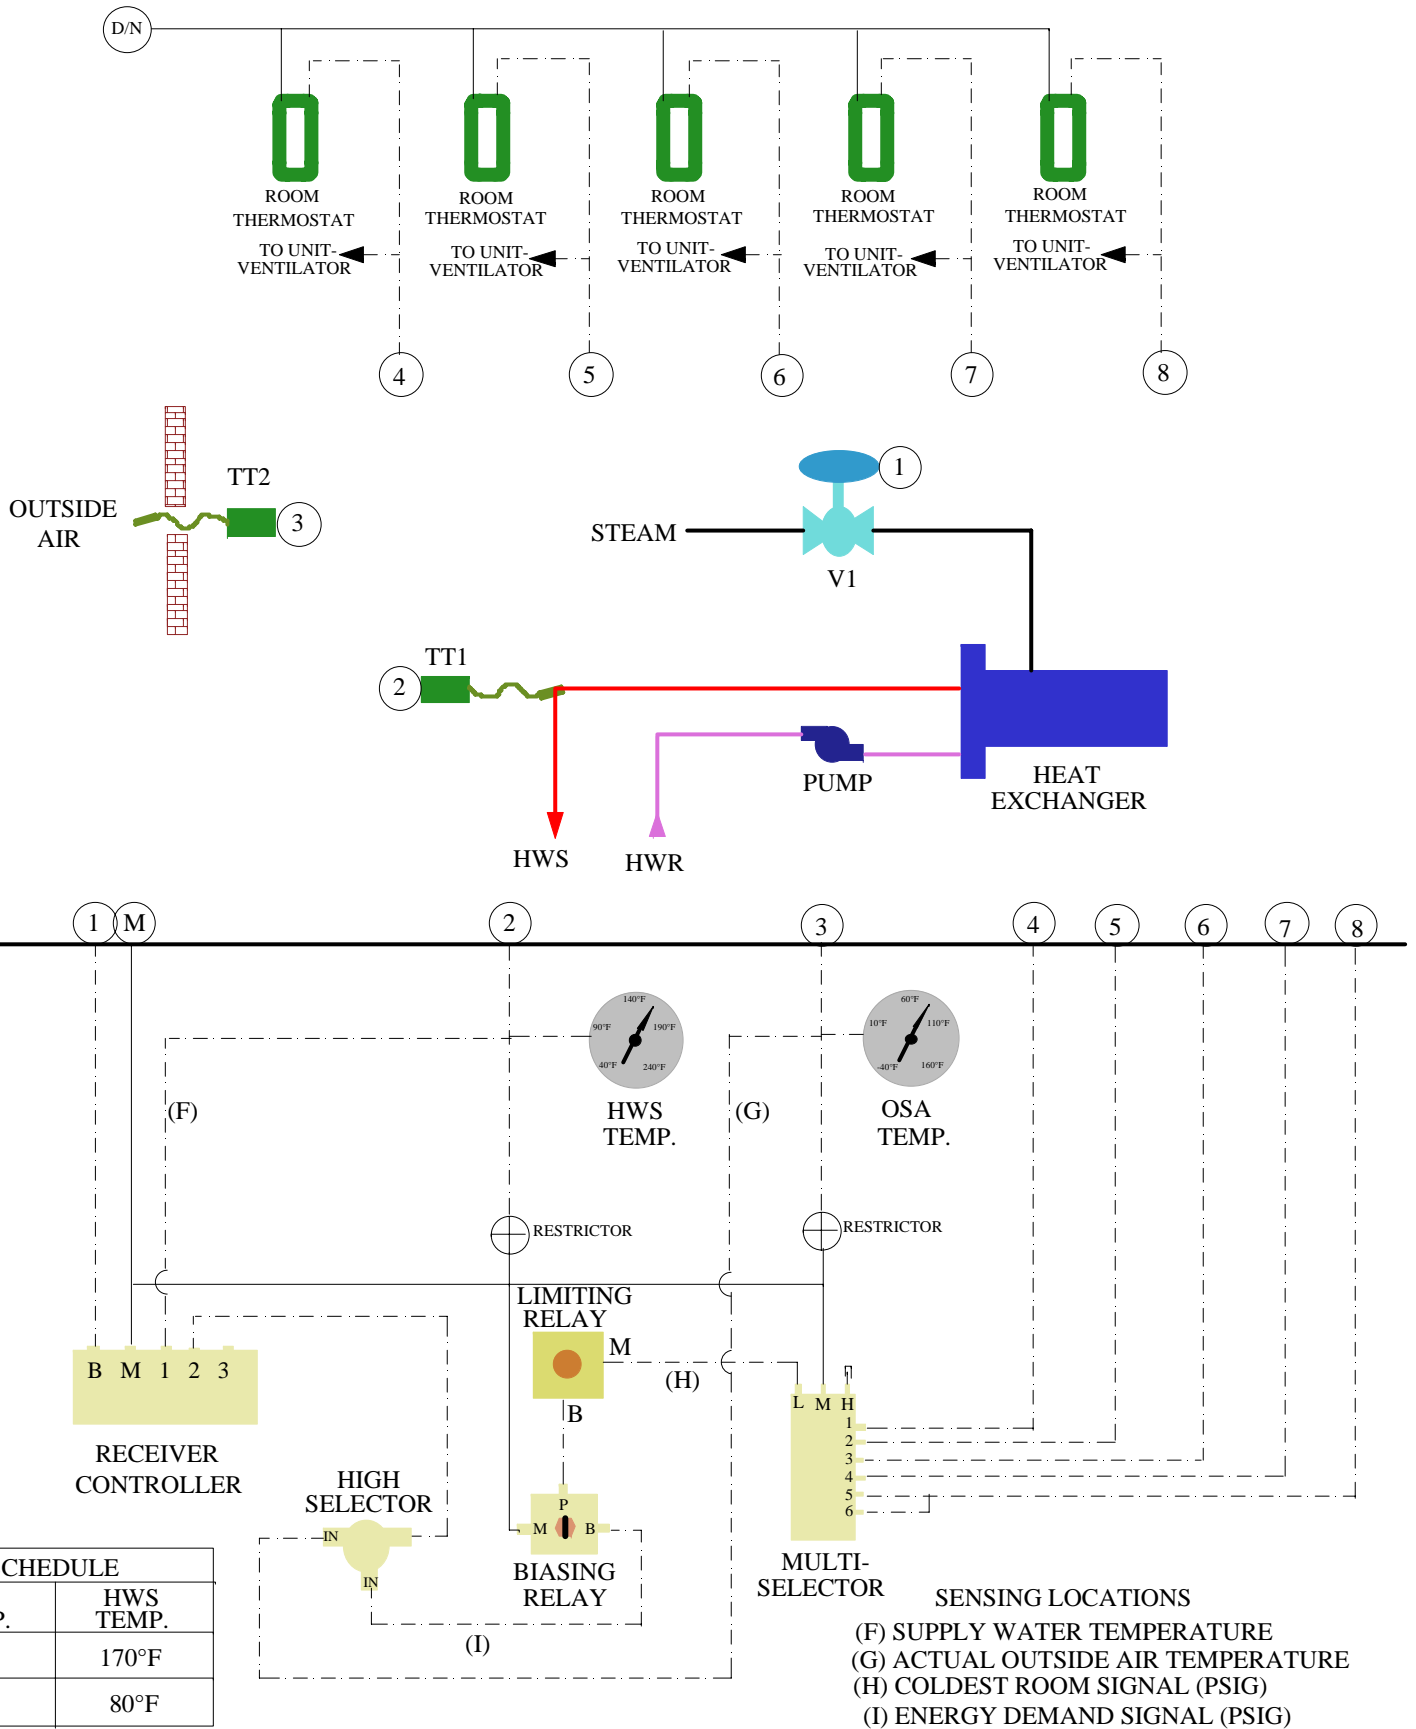 D/N
ROOM
THERMOSTAT
TO UNIT-
VENTILATOR
ROOM
THERMOSTAT
TO UNIT-
VENTILATOR
ROOM
THERMOSTAT
TO UNIT-
VENTILATOR
ROOM
THERMOSTAT
TO UNIT-
VENTILATOR
ROOM
THERMOSTAT
TO UNIT-
VENTILATOR
4
5
6
7
8
OUTSIDE
AIR
TT2
3
1
STEAM
V1
TT1
2
PUMP
HEAT
EXCHANGER
HWS
HWR
1
M
2
3
4
5
6
7
8
140°F
90°F
190°F
40°F
240°F
HWS
TEMP.
60°F
10°F
110°F
-40°F
160°F
OSA
TEMP.
(F)
(G)
RESTRICTOR
RESTRICTOR
LIMITING
RELAY
M
(H)
B
B M 1 2 3
RECEIVER
CONTROLLER
L M H
1
2
3
4
5
6
MULTI-
SELECTOR
HIGH
SELECTOR
IN
IN
P
M B
BIASING
RELAY
(I)
CHEDULE
P.
HWS
TEMP.
170°F
80°F
SENSING LOCATIONS
(F) SUPPLY WATER TEMPERATURE
(G) ACTUAL OUTSIDE AIR TEMPERATURE
(H) COLDEST ROOM SIGNAL (PSIG)
(I) ENERGY DEMAND SIGNAL (PSIG)